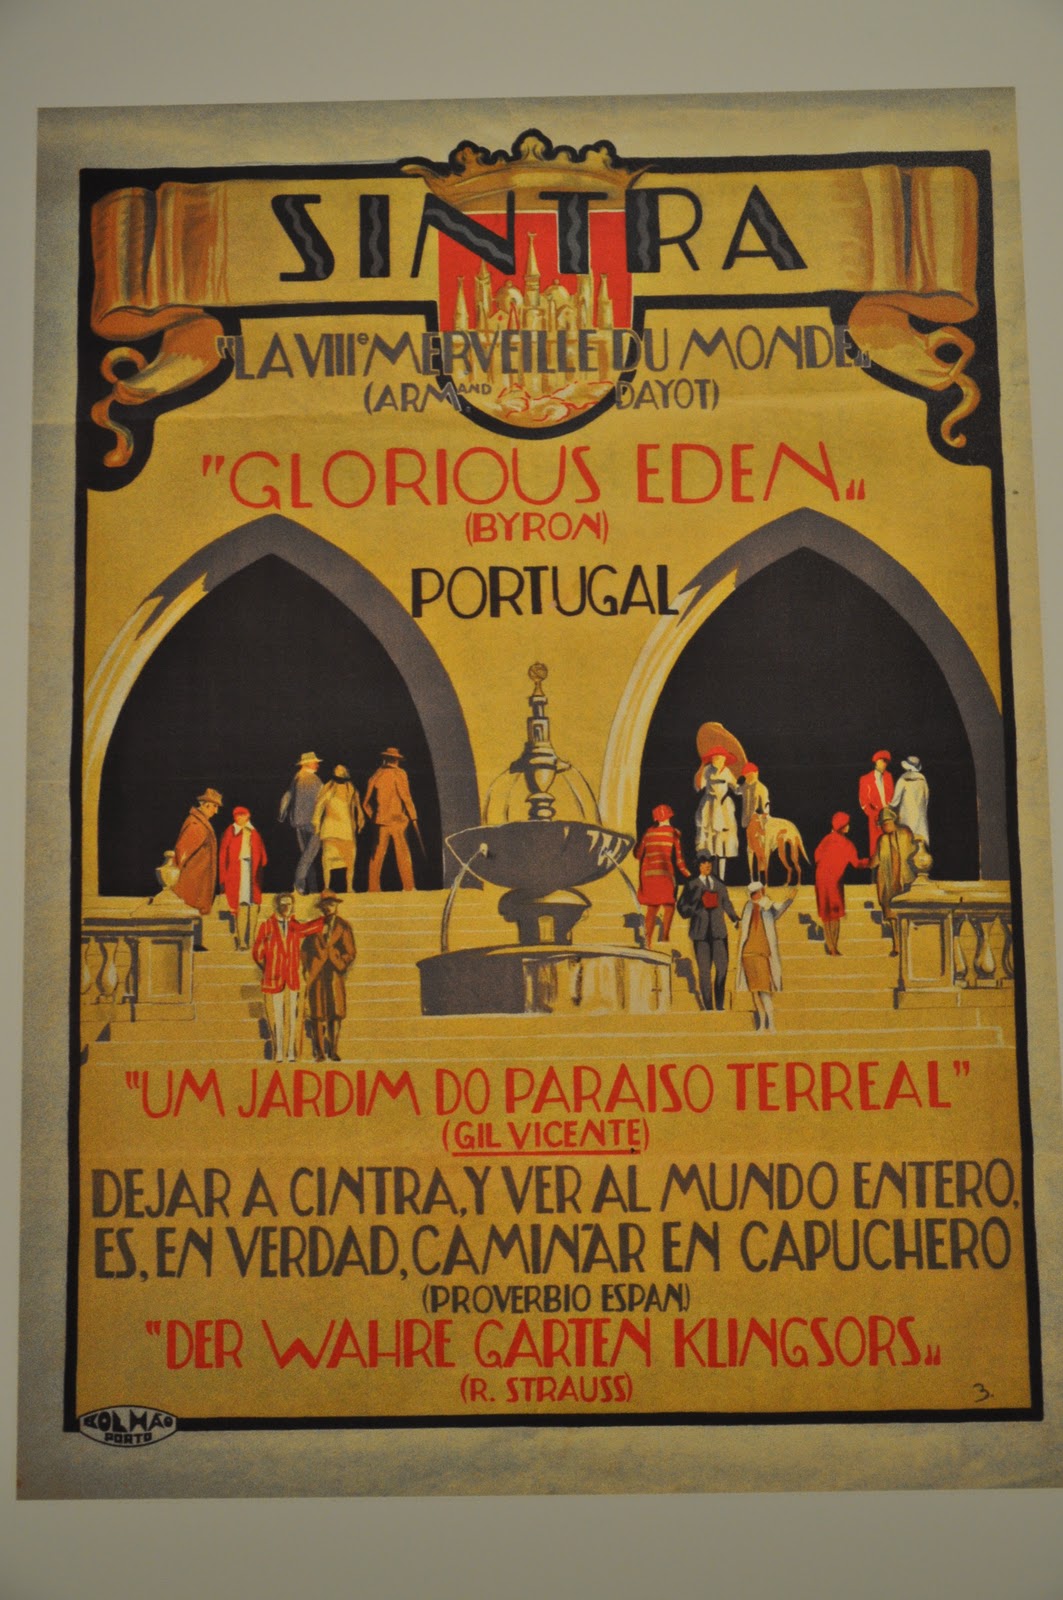 SINTRA
"LA VIIIe MERVEILLE DU MONDE"
(ARMAND. DAYOT)
"GLORIOUS EDEN"
(BYRON)
PORTUGAL
"UM JARDIM DO PARAISO TERREAL"
(GIL VICENTE)
DEJAR A CINTRA, Y VER AL MUNDO ENTERO,
ES, EN VERDAD, CAMINAR EN CAPUCHERO
(PROVERBIO ESPAN)
"DER WAHRE GARTEN KLINGSORS"
(R. STRAUSS)
3.
BOLHÃO
PORTO